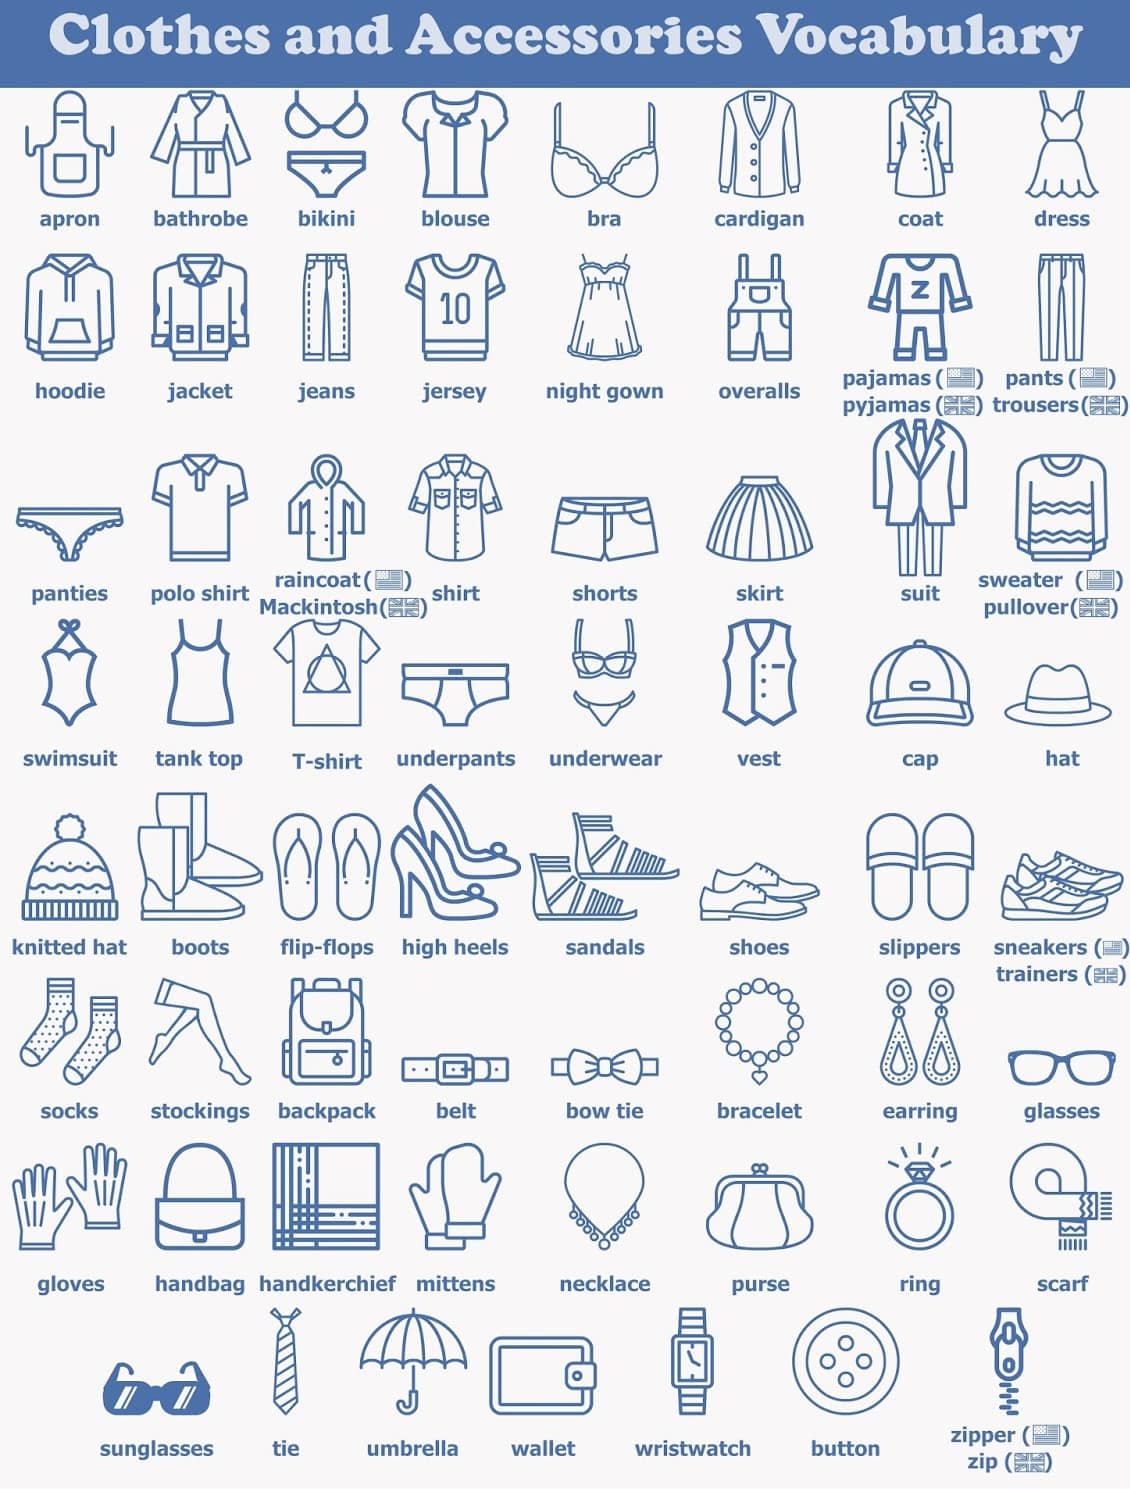 Clothes and Accessories Vocabulary
apron bathrobe bikini blouse bra cardigan coat dress
10
Z
hoodie jacket jeans jersey night gown overalls pajamas ( ) pants ( )
pyjamas ( ) trousers( )
panties polo shirt raincoat( ) shirt shorts skirt suit sweater ( )
Mackintosh( ) pullover( )
swimsuit tank top T-shirt underpants underwear vest cap hat
knitted hat boots flip-flops high heels sandals shoes slippers sneakers ( )
trainers ( )
socks stockings backpack belt bow tie bracelet earring glasses
gloves handbag handkerchief mittens necklace purse ring scarf
sunglasses tie umbrella wallet wristwatch button zipper ( )
zip ( )